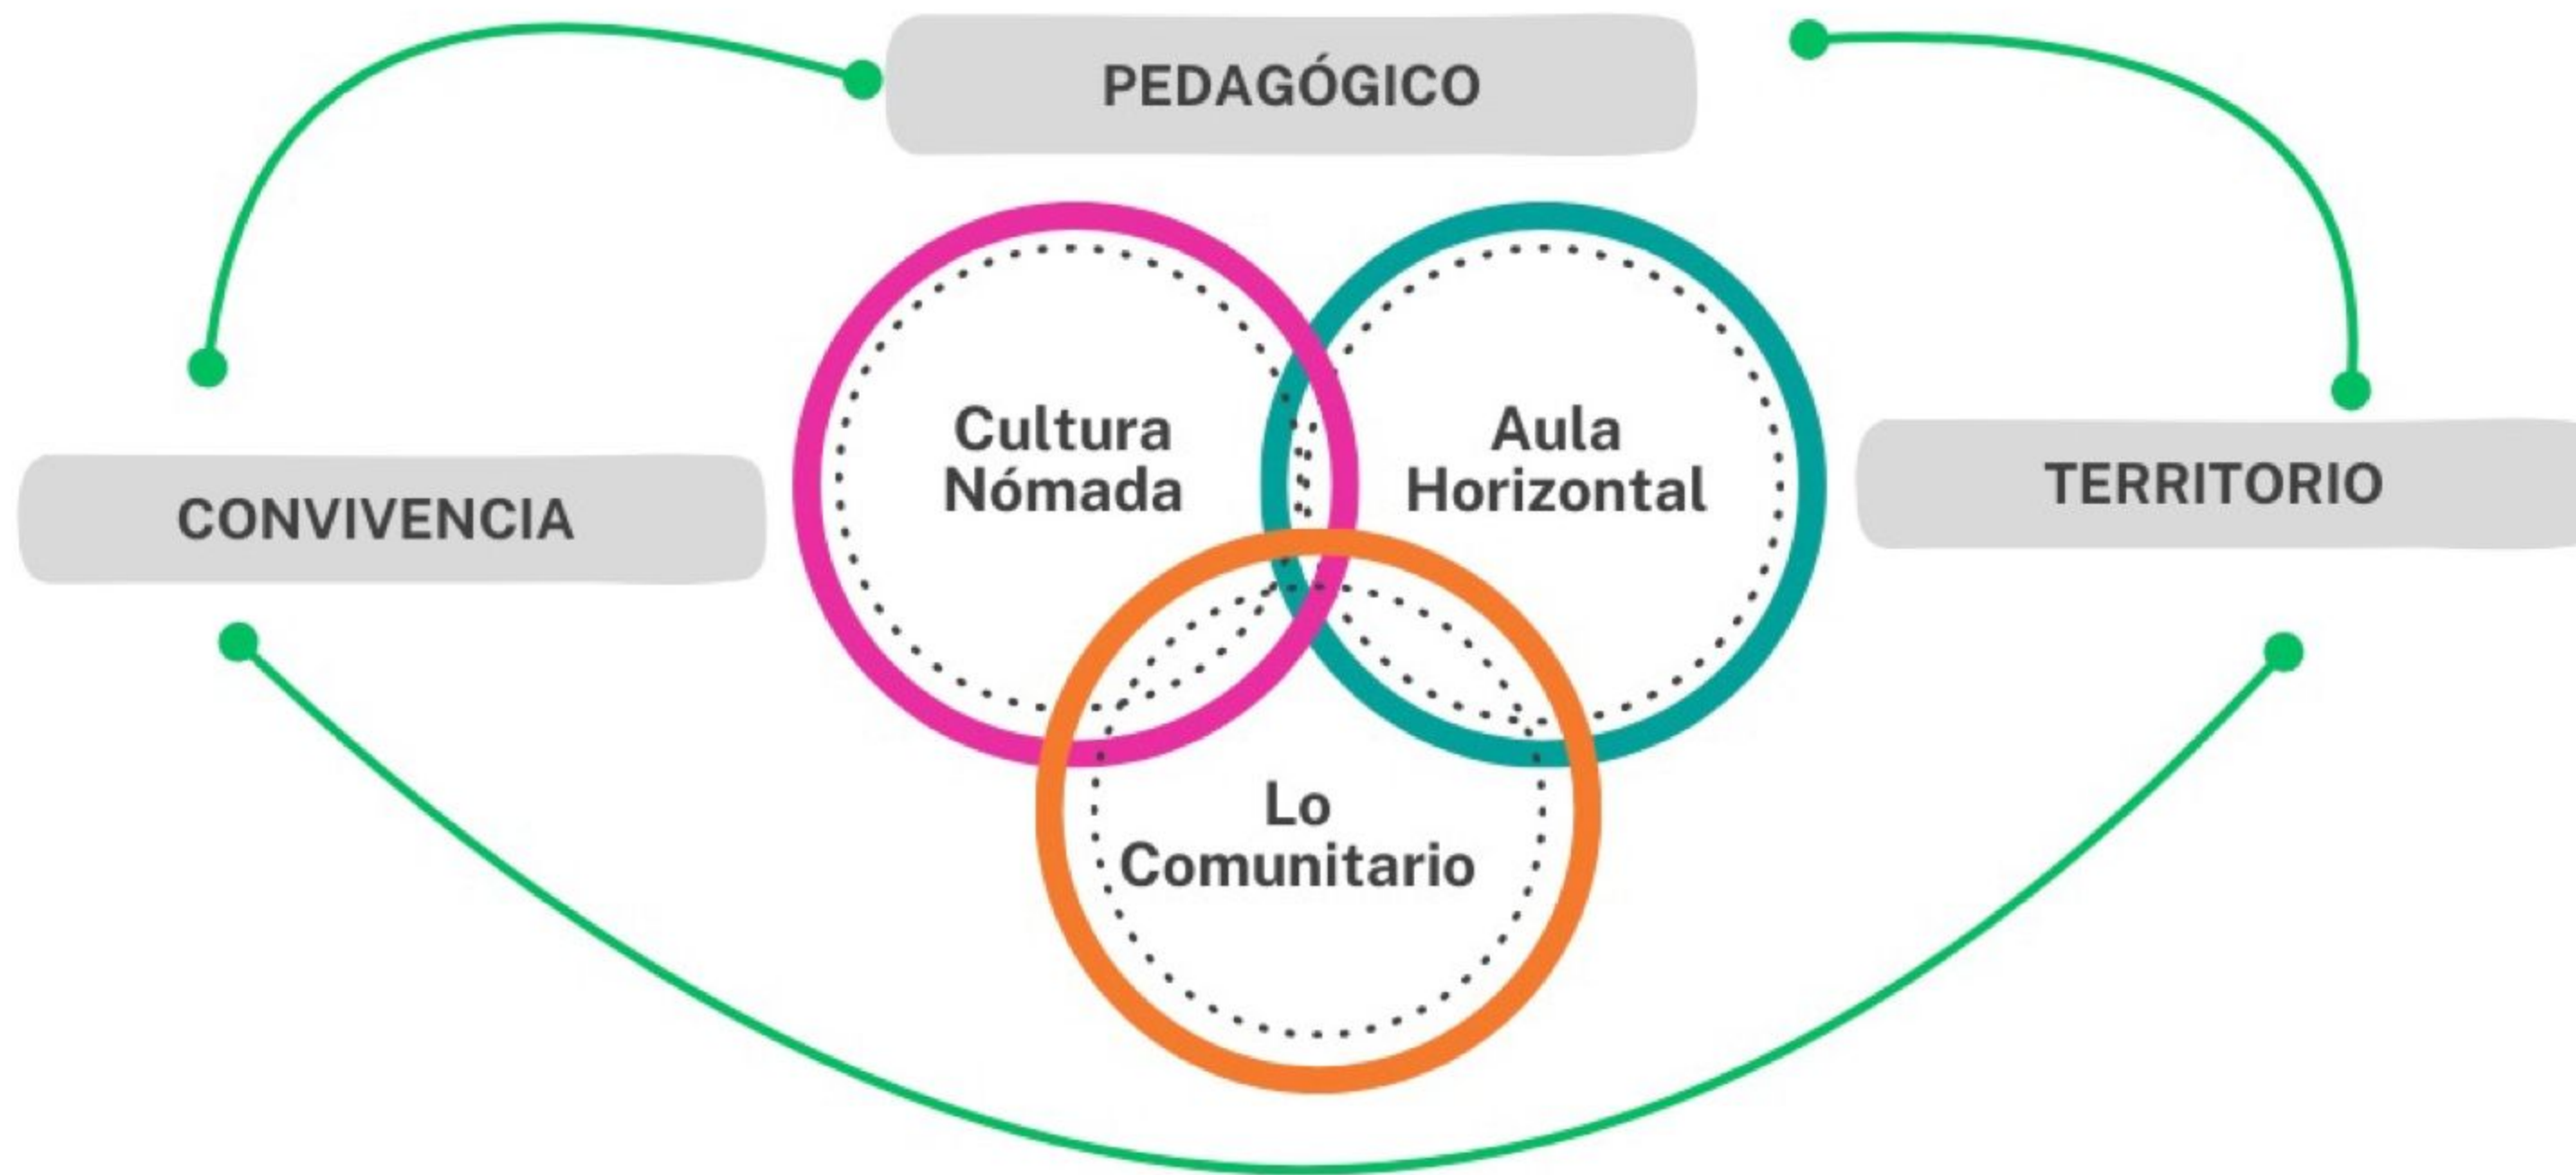 PEDAGÓGICO
Cultura
Nómada
Aula
Horizontal
CONVIVENCIA
TERRITORIO
Lo
Comunitario